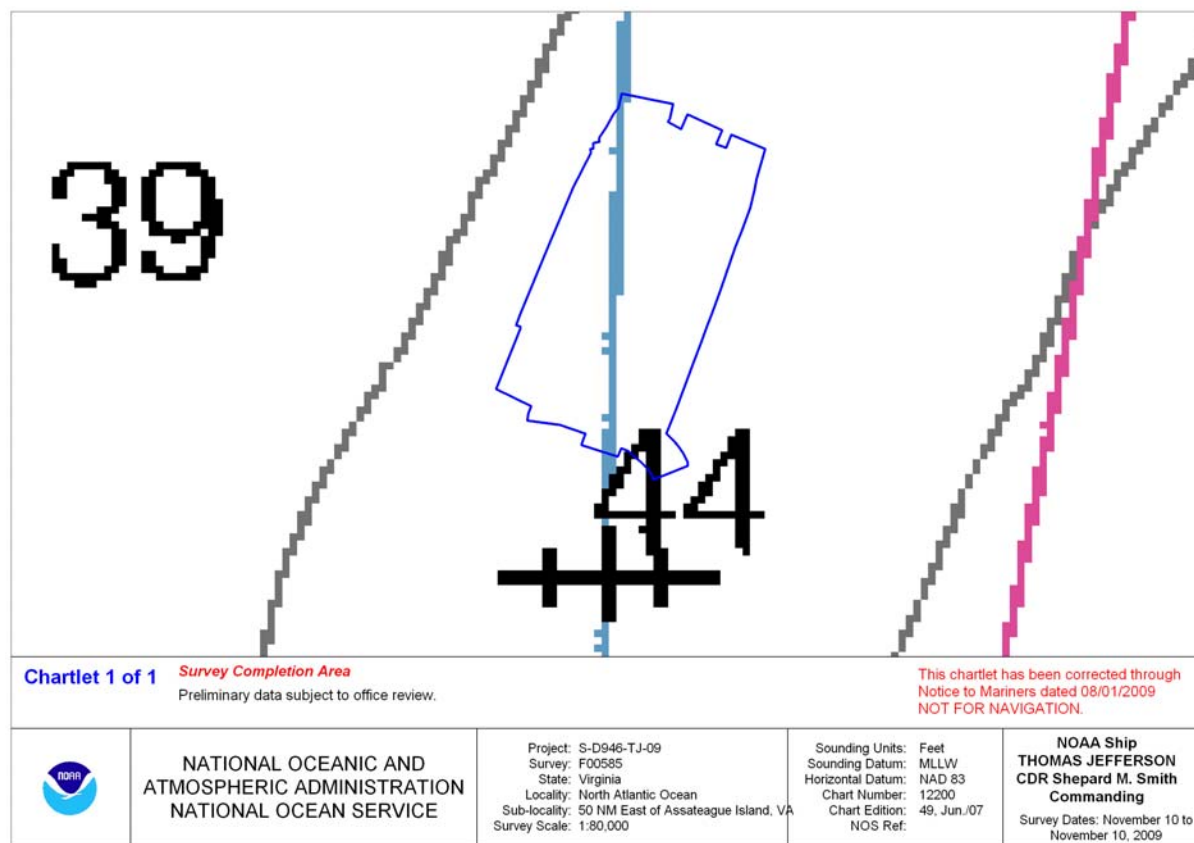 39
44
Chartlet 1 of 1
Survey Completion Area
Preliminary data subject to office review.
This chartlet has been corrected through
Notice to Mariners dated 08/01/2009
NOT FOR NAVIGATION.
NOAA
NATIONAL OCEANIC AND
ATMOSPHERIC ADMINISTRATION
NATIONAL OCEAN SERVICE
Project: S-D946-TJ-09
Survey: F00585
State: Virginia
Locality: North Atlantic Ocean
Sub-locality: 50 NM East of Assateague Island, VA
Survey Scale: 1:80,000
Sounding Units: Feet
Sounding Datum: MLLW
Horizontal Datum: NAD 83
Chart Number: 12200
Chart Edition: 49, Jun./07
NOS Ref:
NOAA Ship
THOMAS JEFFERSON
CDR Shepard M. Smith
Commanding
Survey Dates: November 10 to
November 10, 2009